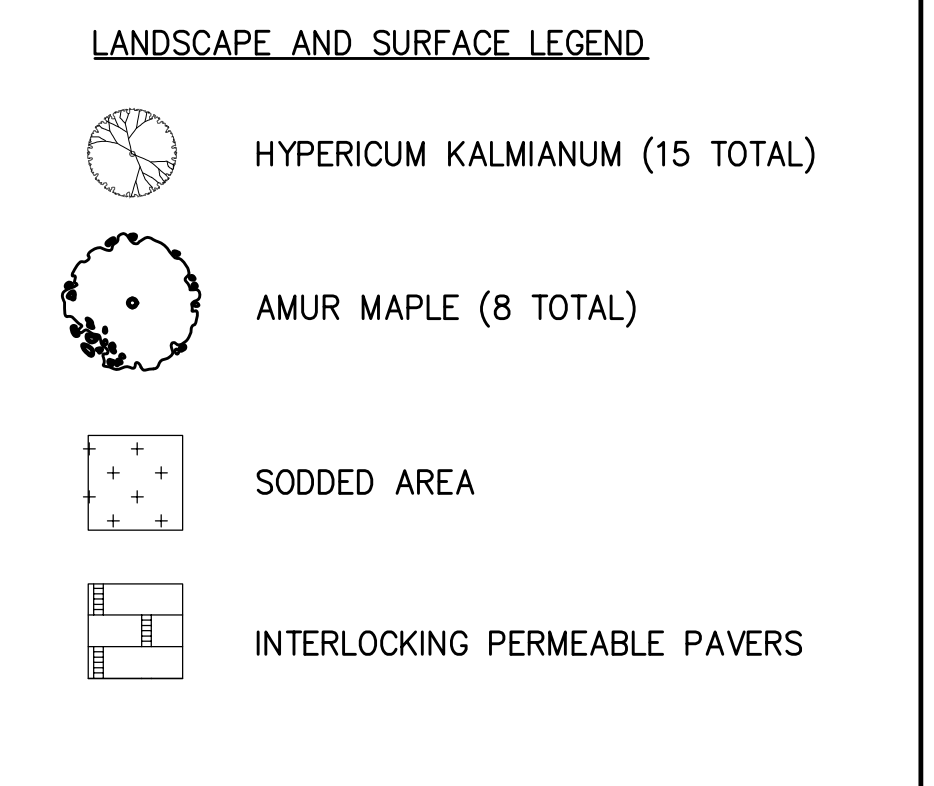 LANDSCAPE AND SURFACE LEGEND
HYPERICUM KALMIANUM (15 TOTAL)
AMUR MAPLE (8 TOTAL)
SODDED AREA
INTERLOCKING PERMEABLE PAVERS